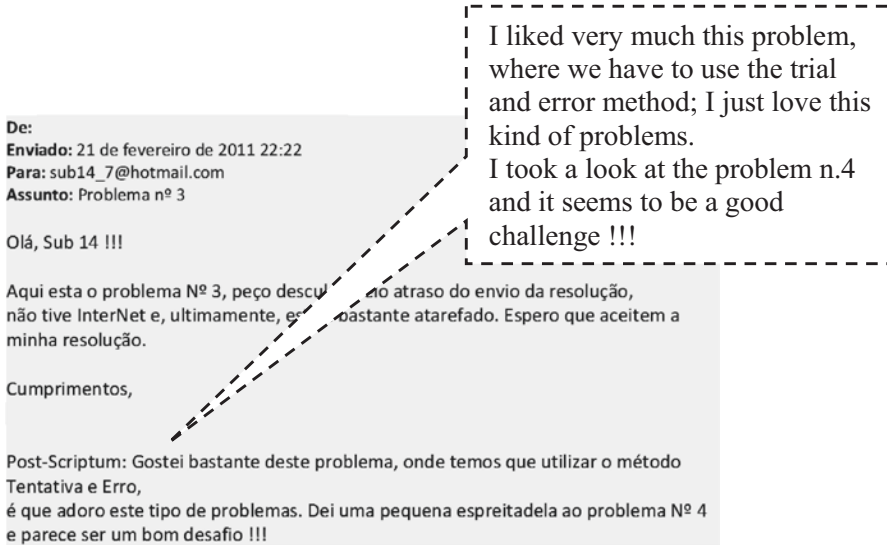 I liked very much this problem,
where we have to use the trial
and error method; I just love this
kind of problems.
I took a look at the problem n.4
and it seems to be a good
challenge !!!
De:
Enviado: 21 de fevereiro de 2011 22:22
Para: sub14_7@hotmail.com
Assunto: Problema nº 3
Olá, Sub 14 !!!
Aqui esta o problema Nº 3, peço atraso do envio da resolução,
não tive InterNet e, ultimamente, bastante atarefado. Espero que aceitem a
minha resolução.
Cumprimentos,
Post-Scriptum: Gostei bastante deste problema, onde temos que utilizar o método
Tentativa e Erro,
é que adoro este tipo de problemas. Dei uma pequena espreitadela ao problema Nº 4
e parece ser um bom desafio !!!